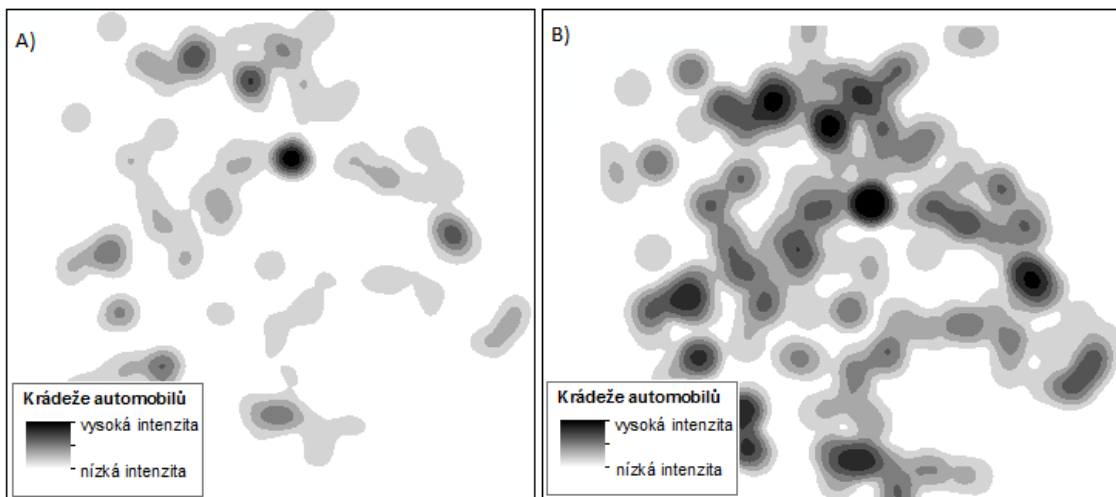 A)
Krádeže automobilů
vysoká intenzita
nízká intenzita
B)
Krádeže automobilů
vysoká intenzita
nízká intenzita